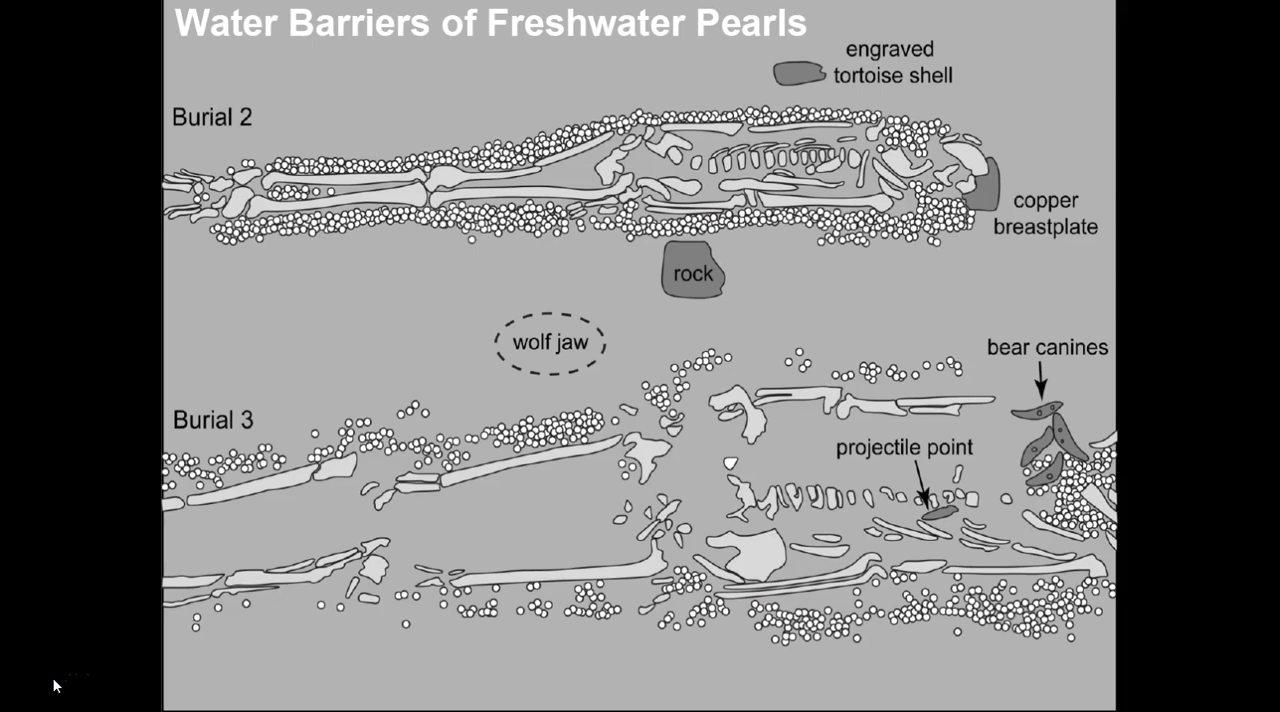 Water Barriers of Freshwater Pearls
engraved
tortoise shell
Burial 2
copper
breastplate
rock
wolf jaw
bear canines
Burial 3
projectile point